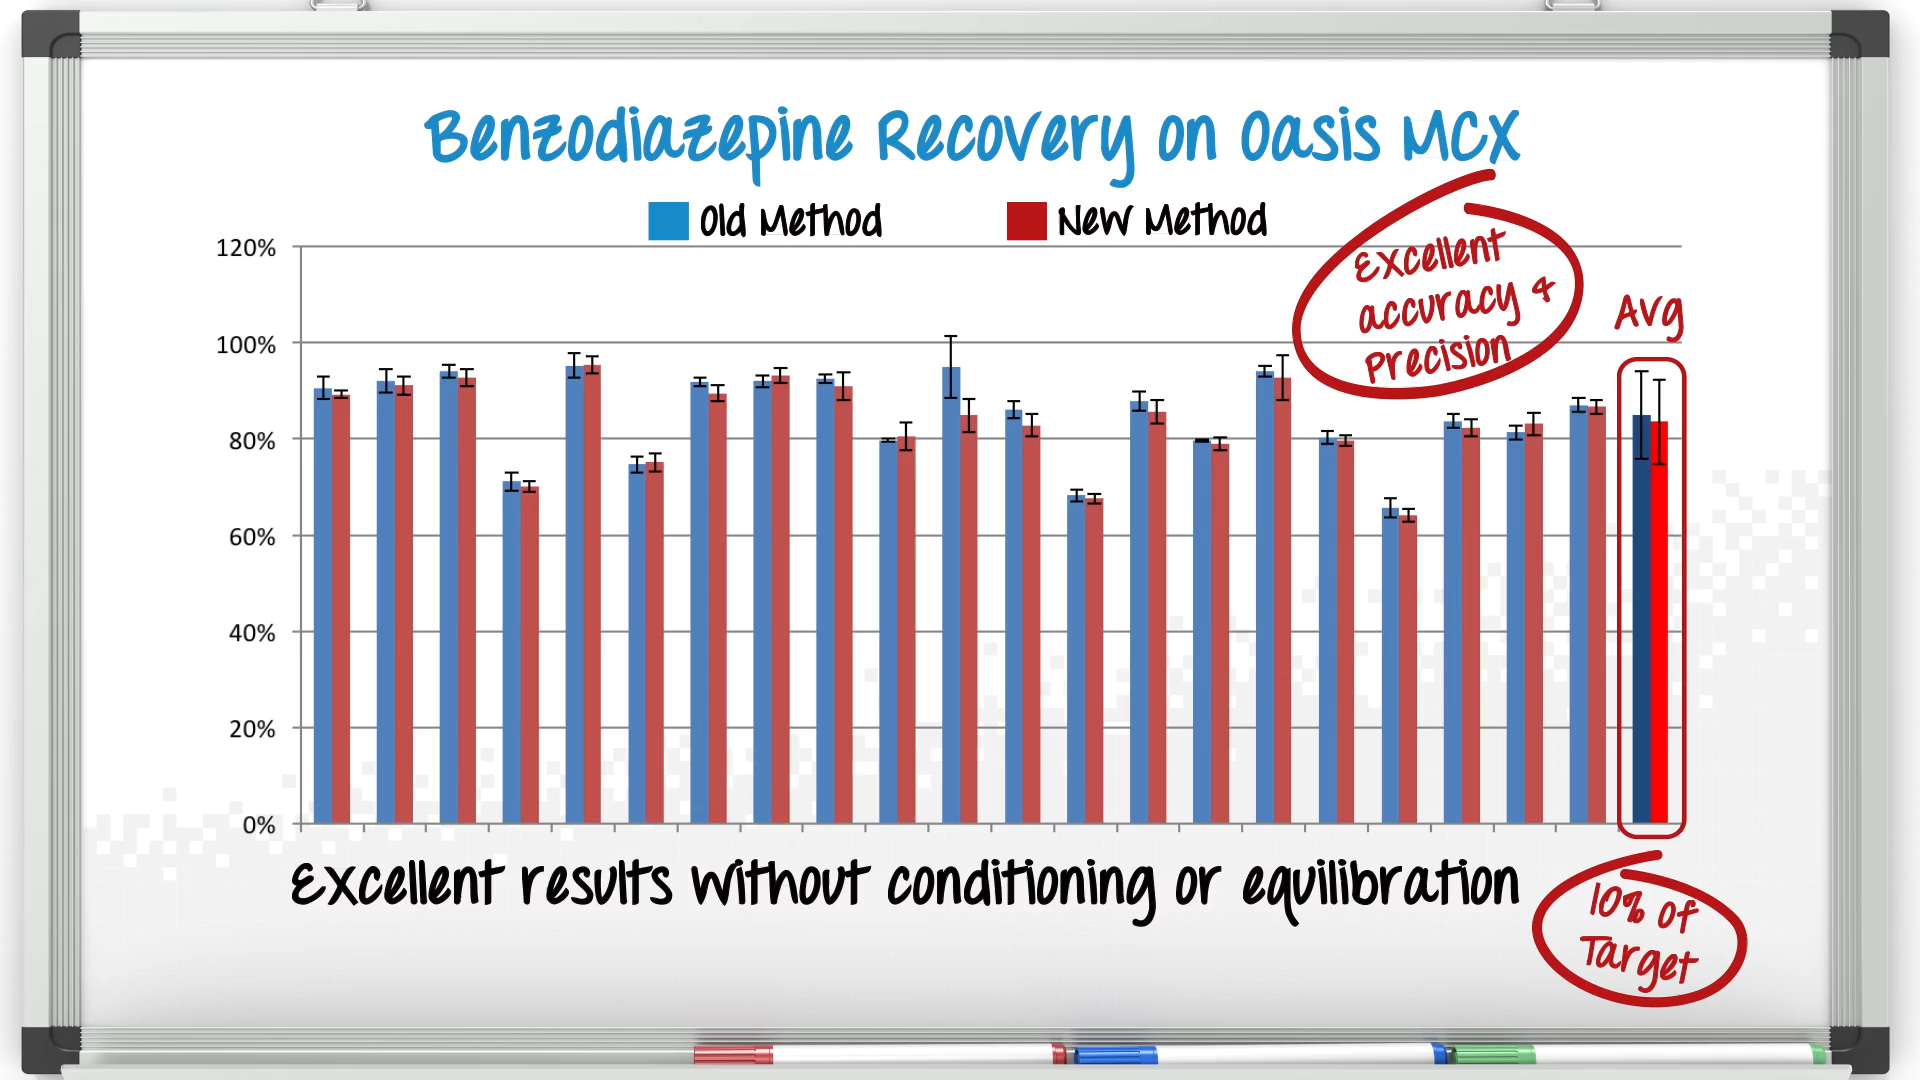 Benzodiazepine Recovery on Oasis MCX
Old Method
New Method
120%
100%
80%
60%
40%
20%
0%
Excellent
accuracy &
Precision
Avg
Excellent results without conditioning or equilibration
10% of
Target